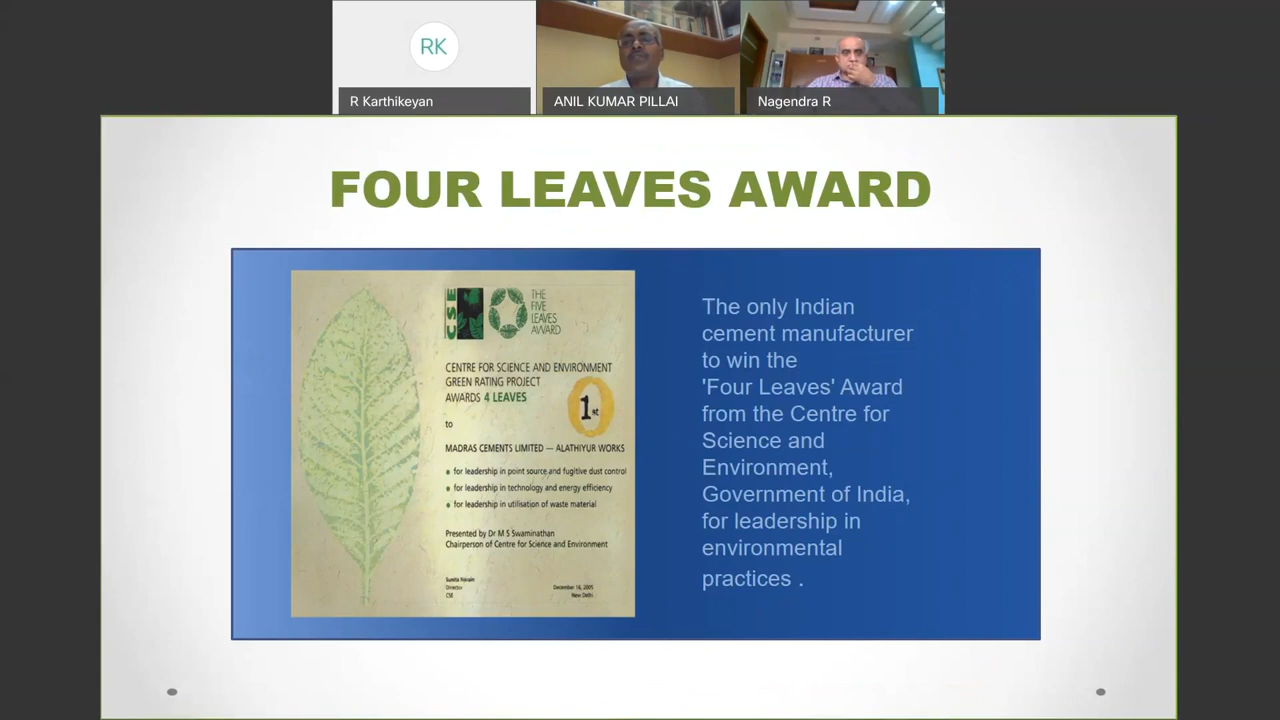 RK
R Karthikeyan
ANIL KUMAR PILLAI
Nagendra R
FOUR LEAVES AWARD
CSE
THE
FIVE
LEAVES
AWARD
CENTRE FOR SCIENCE AND ENVIRONMENT
GREEN RATING PROJECT
AWARDS 4 LEAVES
1st
to
MADRAS CEMENTS LIMITED — ALATHIYUR WORKS
for leadership in point source and fugitive dust control
for leadership in technology and energy efficiency
for leadership in utilisation of waste material
Presented by Dr M S Swaminathan
Chairperson of Centre for Science and Environment
Sunita Narain
Director
CSE
December 16, 2005
New Delhi
The only Indian
cement manufacturer
to win the
'Four Leaves' Award
from the Centre for
Science and
Environment,
Government of India,
for leadership in
environmental
practices .